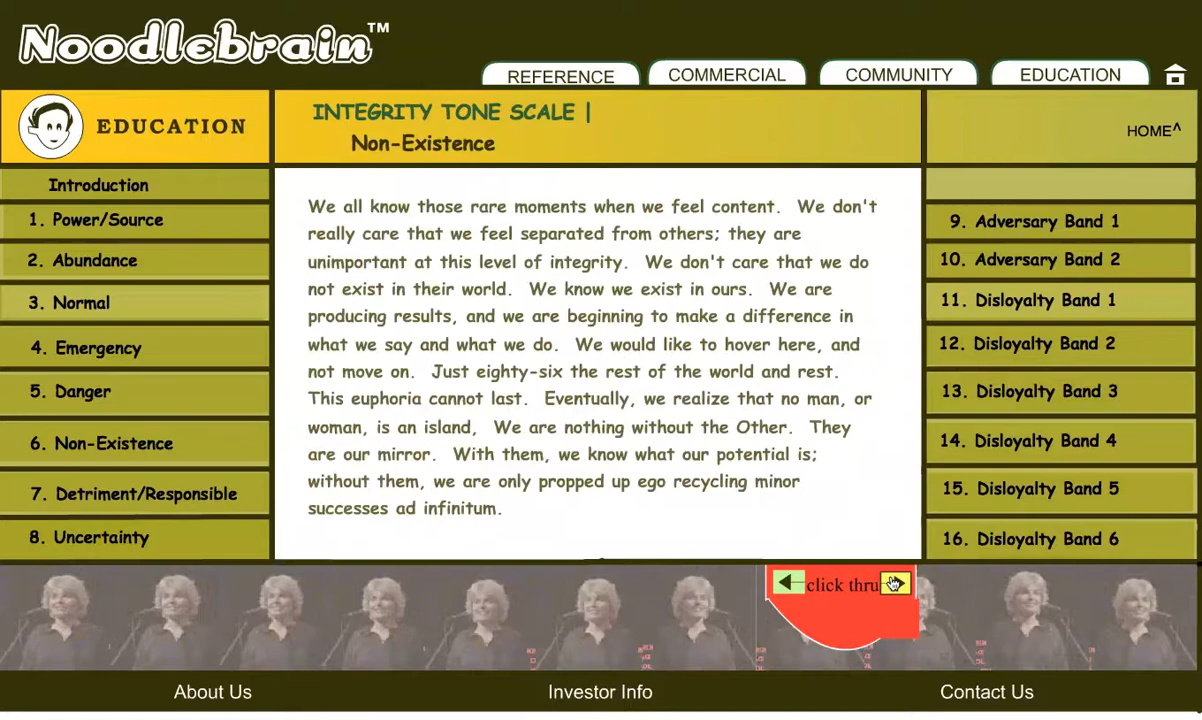 Noodlebrain™
REFERENCE
COMMERCIAL
COMMUNITY
EDUCATION
EDUCATION
INTEGRITY TONE SCALE |
Non-Existence
HOME^
Introduction
1. Power/Source
2. Abundance
3. Normal
4. Emergency
5. Danger
6. Non-Existence
7. Detriment/Responsible
8. Uncertainty
We all know those rare moments when we feel content. We don't
really care that we feel separated from others; they are
unimportant at this level of integrity. We don't care that we do
not exist in their world. We know we exist in ours. We are
producing results, and we are beginning to make a difference in
what we say and what we do. We would like to hover here, and
not move on. Just eighty-six the rest of the world and rest.
This euphoria cannot last. Eventually, we realize that no man, or
woman, is an island, We are nothing without the Other. They
are our mirror. With them, we know what our potential is;
without them, we are only propped up ego recycling minor
successes ad infinitum.
9. Adversary Band 1
10. Adversary Band 2
11. Disloyalty Band 1
12. Disloyalty Band 2
13. Disloyalty Band 3
14. Disloyalty Band 4
15. Disloyalty Band 5
16. Disloyalty Band 6
click thru
About Us
Investor Info
Contact Us